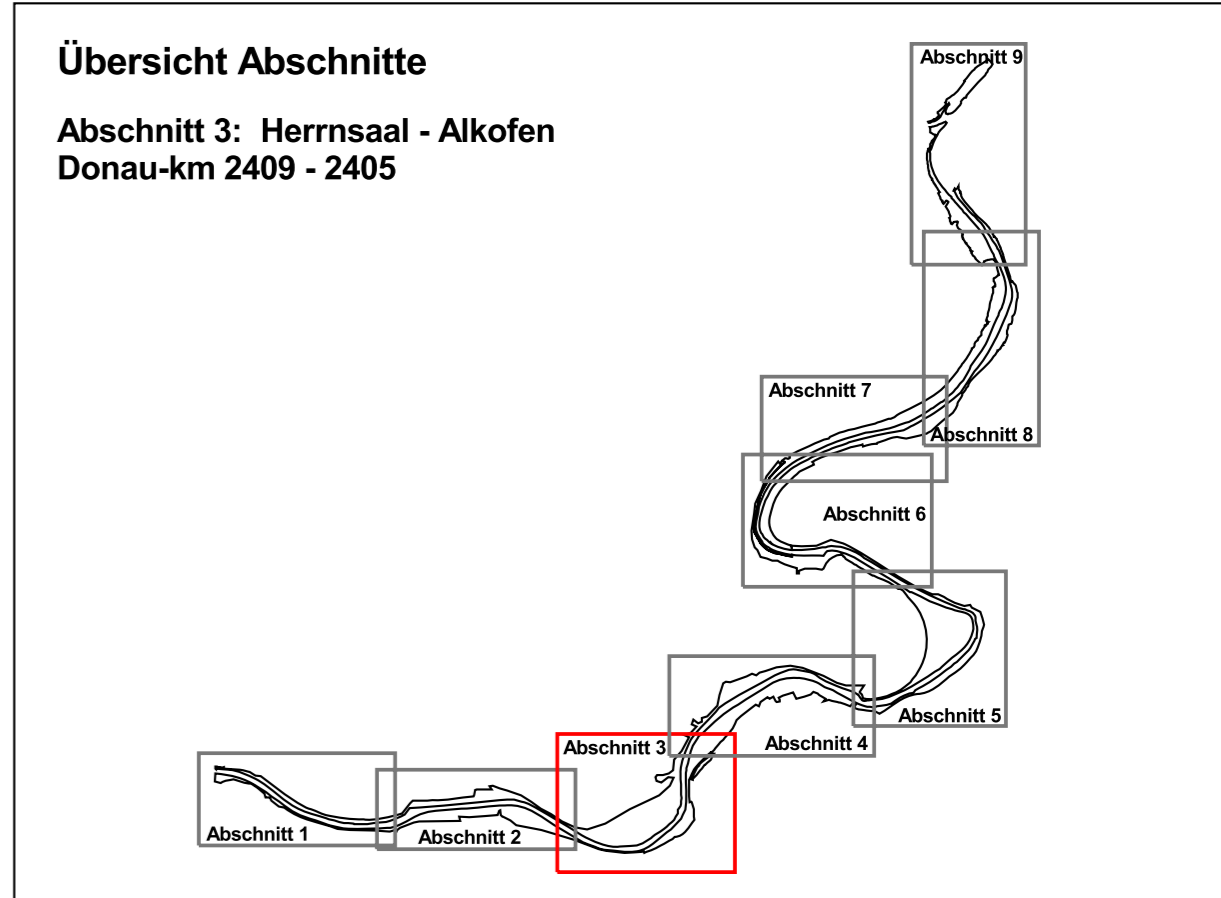 Übersicht Abschnitte
Abschnitt 3: Herrnsaal - Alkofen
Donau-km 2409 - 2405
Abschnitt 9
Abschnitt 8
Abschnitt 7
Abschnitt 6
Abschnitt 5
Abschnitt 4
Abschnitt 3
Abschnitt 2
Abschnitt 1